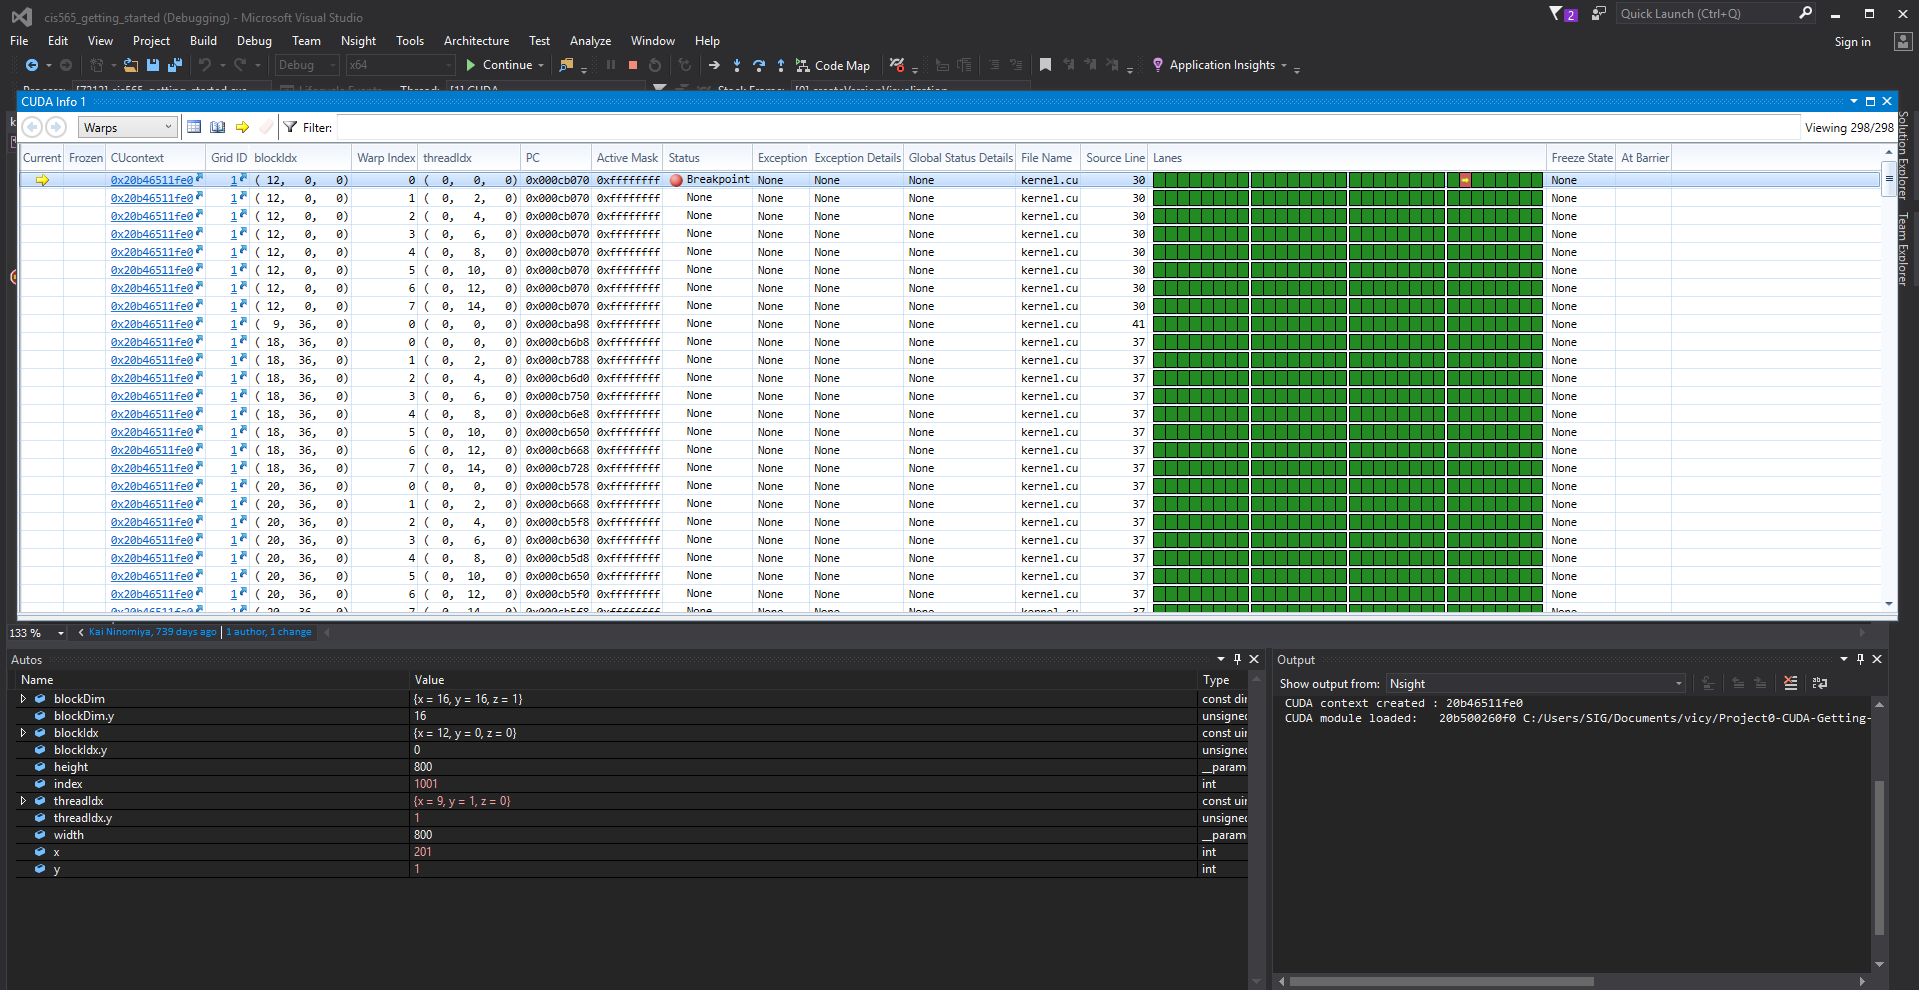 cis565_getting_started (Debugging) - Microsoft Visual Studio
2
Quick Launch (Ctrl+Q)
File Edit View Project Build Debug Team Nsight Tools Architecture Test Analyze Window Help
Sign in
Debug x64 Continue Code Map Application Insights
CUDA Info 1
Warps Filter: Viewing 298/298
Current Frozen CUcontext Grid ID blockIdx Warp Index threadIdx PC Active Mask Status Exception Exception Details Global Status Details File Name Source Line Lanes Freeze State At Barrier
0x20b46511fe0 1 ( 12, 0, 0) 0 ( 0, 0, 0) 0x000cb070 0xffffffff Breakpoint None None None kernel.cu 30 None
0x20b46511fe0 1 ( 12, 0, 0) 1 ( 0, 2, 0) 0x000cb070 0xffffffff None None None None kernel.cu 30 None
0x20b46511fe0 1 ( 12, 0, 0) 2 ( 0, 4, 0) 0x000cb070 0xffffffff None None None None kernel.cu 30 None
0x20b46511fe0 1 ( 12, 0, 0) 3 ( 0, 6, 0) 0x000cb070 0xffffffff None None None None kernel.cu 30 None
0x20b46511fe0 1 ( 12, 0, 0) 4 ( 0, 8, 0) 0x000cb070 0xffffffff None None None None kernel.cu 30 None
0x20b46511fe0 1 ( 12, 0, 0) 5 ( 0, 10, 0) 0x000cb070 0xffffffff None None None None kernel.cu 30 None
0x20b46511fe0 1 ( 12, 0, 0) 6 ( 0, 12, 0) 0x000cb070 0xffffffff None None None None kernel.cu 30 None
0x20b46511fe0 1 ( 12, 0, 0) 7 ( 0, 14, 0) 0x000cb070 0xffffffff None None None None kernel.cu 30 None
0x20b46511fe0 1 ( 9, 36, 0) 0 ( 0, 0, 0) 0x000cba98 0xffffffff None None None None kernel.cu 41 None
0x20b46511fe0 1 ( 18, 36, 0) 0 ( 0, 0, 0) 0x000cb6b8 0xffffffff None None None None kernel.cu 37 None
0x20b46511fe0 1 ( 18, 36, 0) 1 ( 0, 2, 0) 0x000cb788 0xffffffff None None None None kernel.cu 37 None
0x20b46511fe0 1 ( 18, 36, 0) 2 ( 0, 4, 0) 0x000cb6d0 0xffffffff None None None None kernel.cu 37 None
0x20b46511fe0 1 ( 18, 36, 0) 3 ( 0, 6, 0) 0x000cb750 0xffffffff None None None None kernel.cu 37 None
0x20b46511fe0 1 ( 18, 36, 0) 4 ( 0, 8, 0) 0x000cb6e8 0xffffffff None None None None kernel.cu 37 None
0x20b46511fe0 1 ( 18, 36, 0) 5 ( 0, 10, 0) 0x000cb650 0xffffffff None None None None kernel.cu 37 None
0x20b46511fe0 1 ( 18, 36, 0) 6 ( 0, 12, 0) 0x000cb668 0xffffffff None None None None kernel.cu 37 None
0x20b46511fe0 1 ( 18, 36, 0) 7 ( 0, 14, 0) 0x000cb728 0xffffffff None None None None kernel.cu 37 None
0x20b46511fe0 1 ( 20, 36, 0) 0 ( 0, 0, 0) 0x000cb578 0xffffffff None None None None kernel.cu 37 None
0x20b46511fe0 1 ( 20, 36, 0) 1 ( 0, 2, 0) 0x000cb668 0xffffffff None None None None kernel.cu 37 None
0x20b46511fe0 1 ( 20, 36, 0) 2 ( 0, 4, 0) 0x000cb5f8 0xffffffff None None None None kernel.cu 37 None
0x20b46511fe0 1 ( 20, 36, 0) 3 ( 0, 6, 0) 0x000cb630 0xffffffff None None None None kernel.cu 37 None
0x20b46511fe0 1 ( 20, 36, 0) 4 ( 0, 8, 0) 0x000cb5d8 0xffffffff None None None None kernel.cu 37 None
0x20b46511fe0 1 ( 20, 36, 0) 5 ( 0, 10, 0) 0x000cb650 0xffffffff None None None None kernel.cu 37 None
0x20b46511fe0 1 ( 20, 36, 0) 6 ( 0, 12, 0) 0x000cb5f0 0xffffffff None None None None kernel.cu 37 None
Solution Explorer
Team Explorer
133 % Kai Ninomiya, 739 days ago | 1 author, 1 change
Autos
Name Value Type
blockDim {x = 16, y = 16, z = 1} const dir
blockDim.y 16 unsigned
blockIdx {x = 12, y = 0, z = 0} const uir
blockIdx.y 0 unsigned
height 800 __param
index 1001 int
threadIdx {x = 9, y = 1, z = 0} const uir
threadIdx.y 1 unsigned
width 800 __param
x 201 int
y 1 int
Output
Show output from: Nsight
CUDA context created : 20b46511fe0
CUDA module loaded: 20b500260f0 C:/Users/SIG/Documents/vicy/Project0-CUDA-Getting-